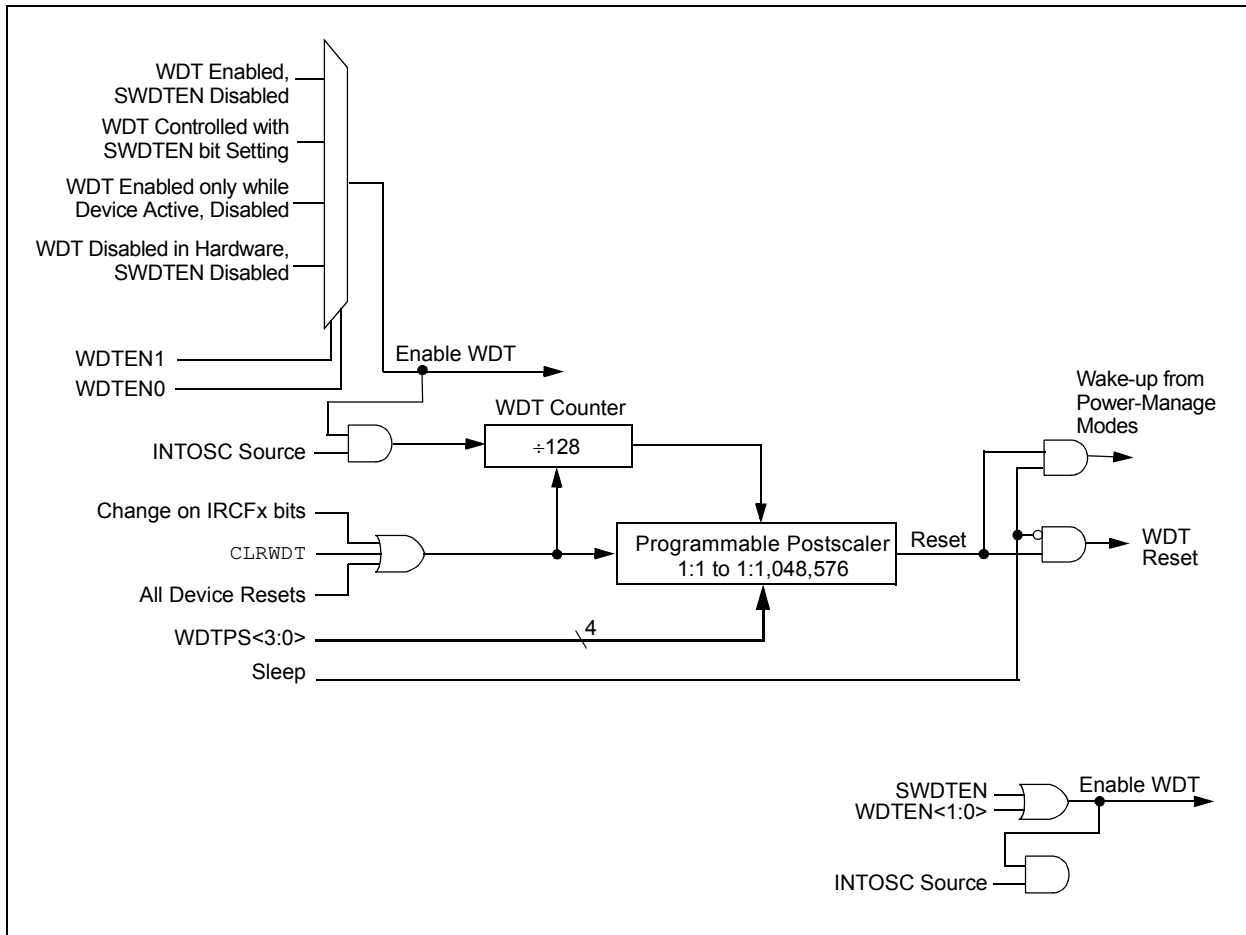 WDT Enabled,
SWDTEN Disabled
WDT Controlled with
SWDTEN bit Setting
WDT Enabled only while
Device Active, Disabled
WDT Disabled in Hardware,
SWDTEN Disabled
WDTEN1
WDTEN0
Enable WDT
WDT Counter
÷128
INTOSC Source
Wake-up from
Power-Manage
Modes
Change on IRCFx bits
CLRWDT
All Device Resets
Programmable Postscaler
1:1 to 1:1,048,576
Reset
WDT
Reset
WDTPS<3:0>
4
Sleep
SWDTEN
WDTEN<1:0>
Enable WDT
INTOSC Source